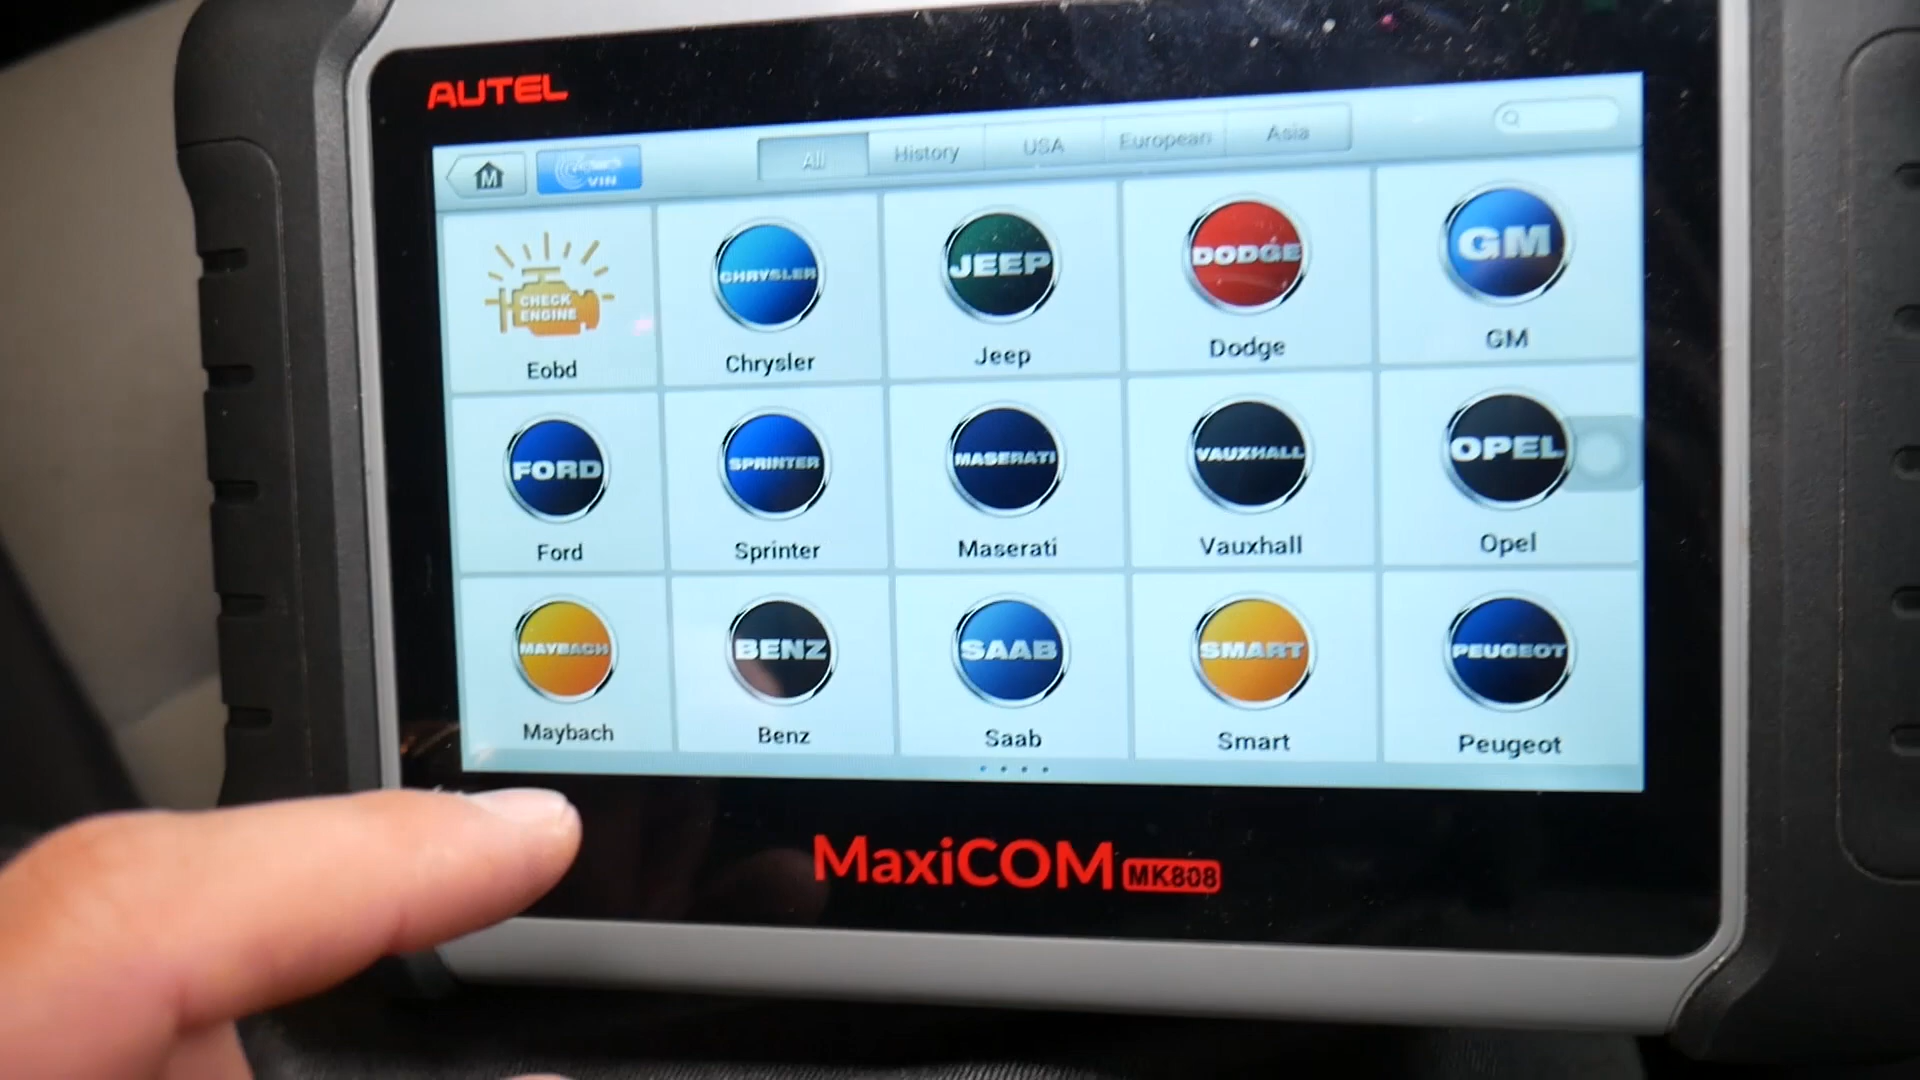 AUTEL
All History USA European Asia
M
VIN
CHECK ENGINE
CHRYSLER
JEEP
DODGE
GM
Eobd Chrysler Jeep Dodge GM
FORD
SPRINTER
MASERATI
VAUXHALL
OPEL
Ford Sprinter Maserati Vauxhall Opel
MAYBACH
BENZ
SAAB
SMART
PEUGEOT
Maybach Benz Saab Smart Peugeot
MaxiCOM MK808